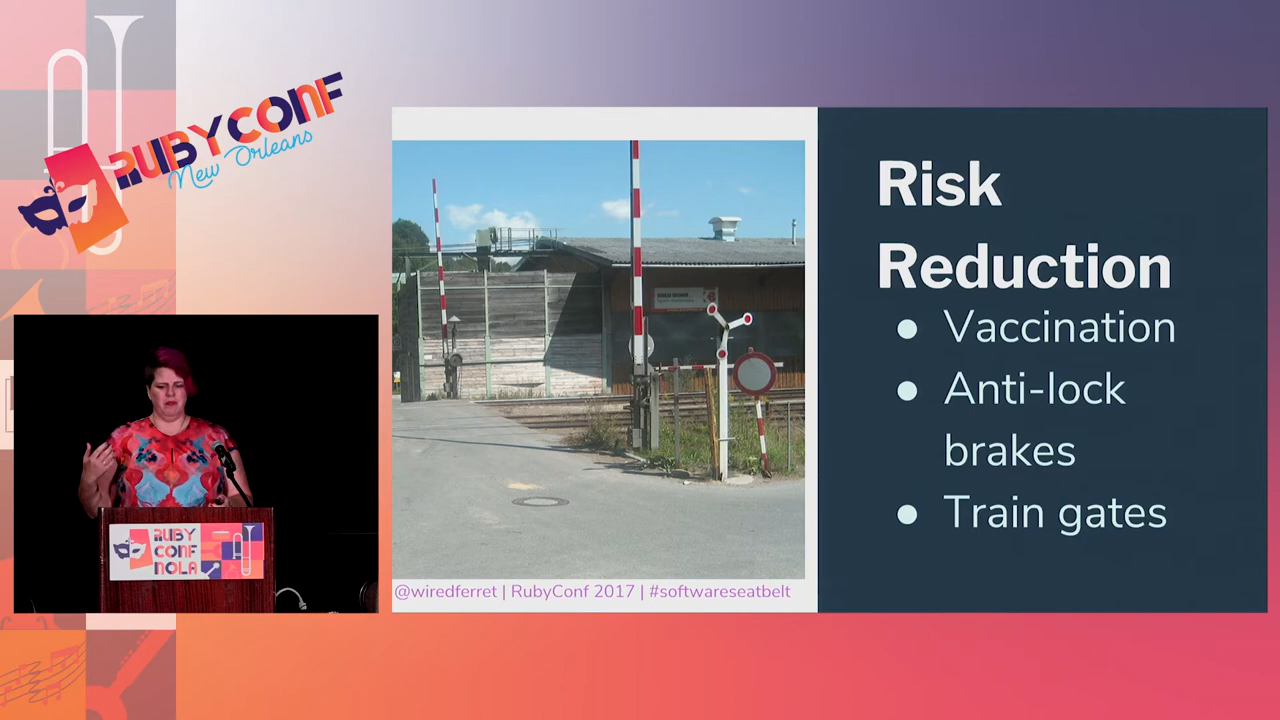 RUBYCONF
New Orleans
RUBY
CONF
NOLA
@wiredferret | RubyConf 2017 | #softwareseatbelt
Risk
Reduction
● Vaccination
● Anti-lock
brakes
● Train gates